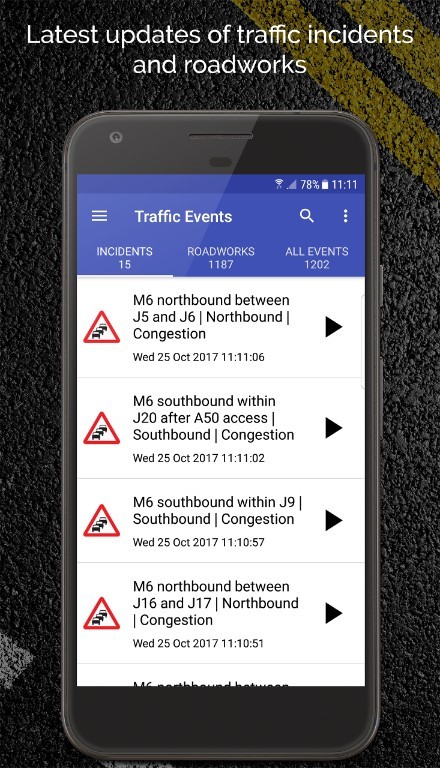 Latest updates of traffic incidents
and roadworks
78% 11:11
Traffic Events
INCIDENTS
15
ROADWORKS
1187
ALL EVENTS
1202
M6 northbound between
J5 and J6 | Northbound |
Congestion
Wed 25 Oct 2017 11:11:06
M6 southbound within
J20 after A50 access |
Southbound | Congestion
Wed 25 Oct 2017 11:11:02
M6 southbound within J9 |
Southbound | Congestion
Wed 25 Oct 2017 11:10:57
M6 northbound between
J16 and J17 | Northbound
| Congestion
Wed 25 Oct 2017 11:10:51
M6 northbound between